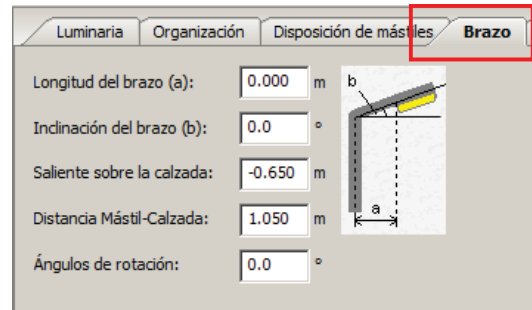 Luminaria Organización Disposición de mástiles Brazo
Longitud del brazo (a): 0.000 m
b
Inclinación del brazo (b): 0.0 °
Saliente sobre la calzada: -0.650 m
a
Distancia Mástil-Calzada: 1.050 m
Ángulos de rotación: 0.0 °